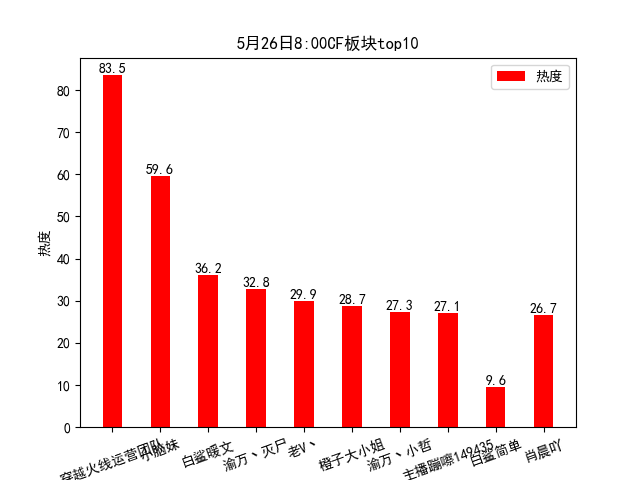 5月26日8:00CF板块top10
热度
热度
80
70
60
50
40
30
20
10
0
83.5
59.6
36.2
32.8
29.9
28.7
27.3
27.1
9.6
26.7
穿越火线运营团队
小脑妹
白鲨暖文
渝万丶灭尸
老V丶
橙子大小姐
渝万丶小哲
主播蹦嚓149435
白鲨简单
肖晨吖